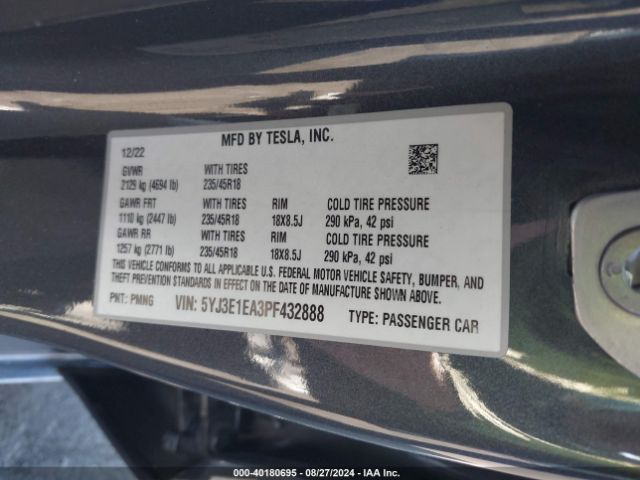 MFD BY TESLA, INC.
12/22
GVWR WITH TIRES
2129 kg (4694 lb) 235/45R18
GAWR FRT WITH TIRES RIM COLD TIRE PRESSURE
1110 kg (2447 lb) 235/45R18 18X8.5J 290 kPa, 42 psi
GAWR RR WITH TIRES RIM COLD TIRE PRESSURE
1257 kg (2771 lb) 235/45R18 18X8.5J 290 kPa, 42 psi
THIS VEHICLE CONFORMS TO ALL APPLICABLE U.S. FEDERAL MOTOR VEHICLE SAFETY, BUMPER, AND
THEFT PREVENTION STANDARDS IN EFFECT ON THE DATE OF MANUFACTURE SHOWN ABOVE.
PNT: PMNG VIN: 5YJ3E1EA3PF432888 TYPE: PASSENGER CAR
000-40180695 - 08/27/2024 - IAA Inc.